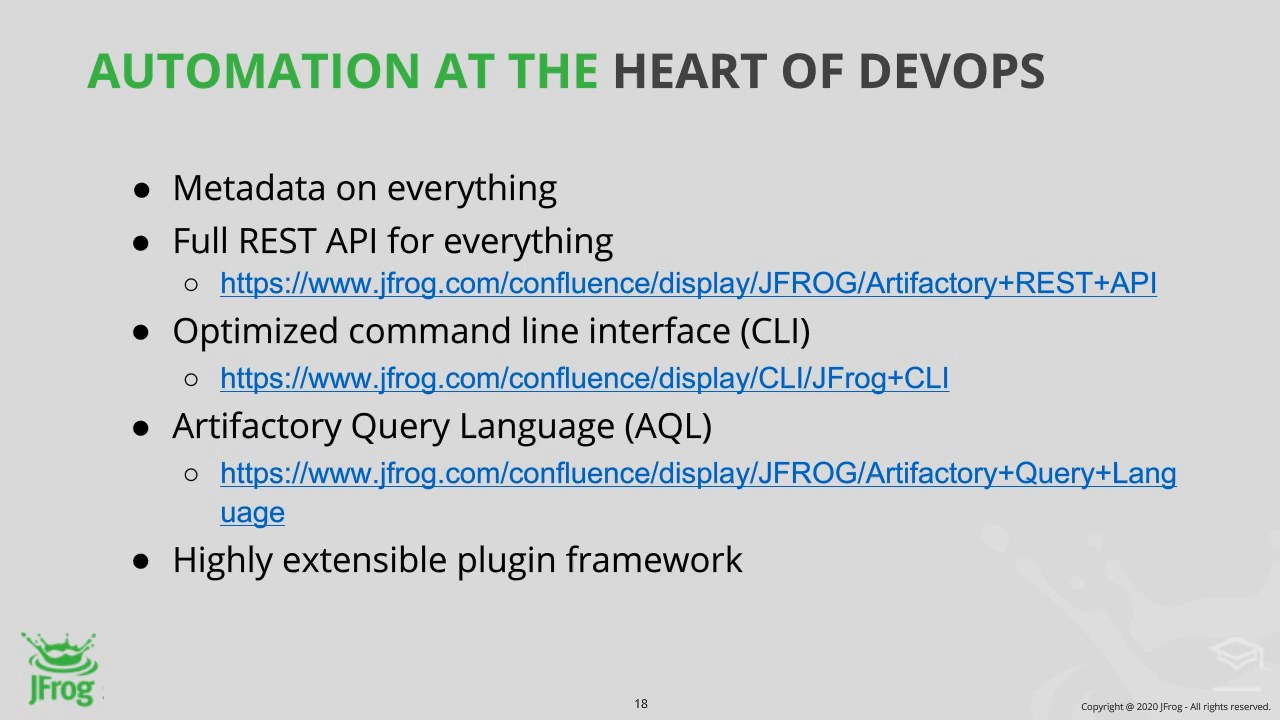 AUTOMATION AT THE HEART OF DEVOPS
● Metadata on everything
● Full REST API for everything
○ https://www.jfrog.com/confluence/display/JFROG/Artifactory+REST+API
● Optimized command line interface (CLI)
○ https://www.jfrog.com/confluence/display/CLI/JFrog+CLI
● Artifactory Query Language (AQL)
○ https://www.jfrog.com/confluence/display/JFROG/Artifactory+Query+Lang
uage
● Highly extensible plugin framework
JFrog
18
Copyright @ 2020 JFrog - All rights reserved.